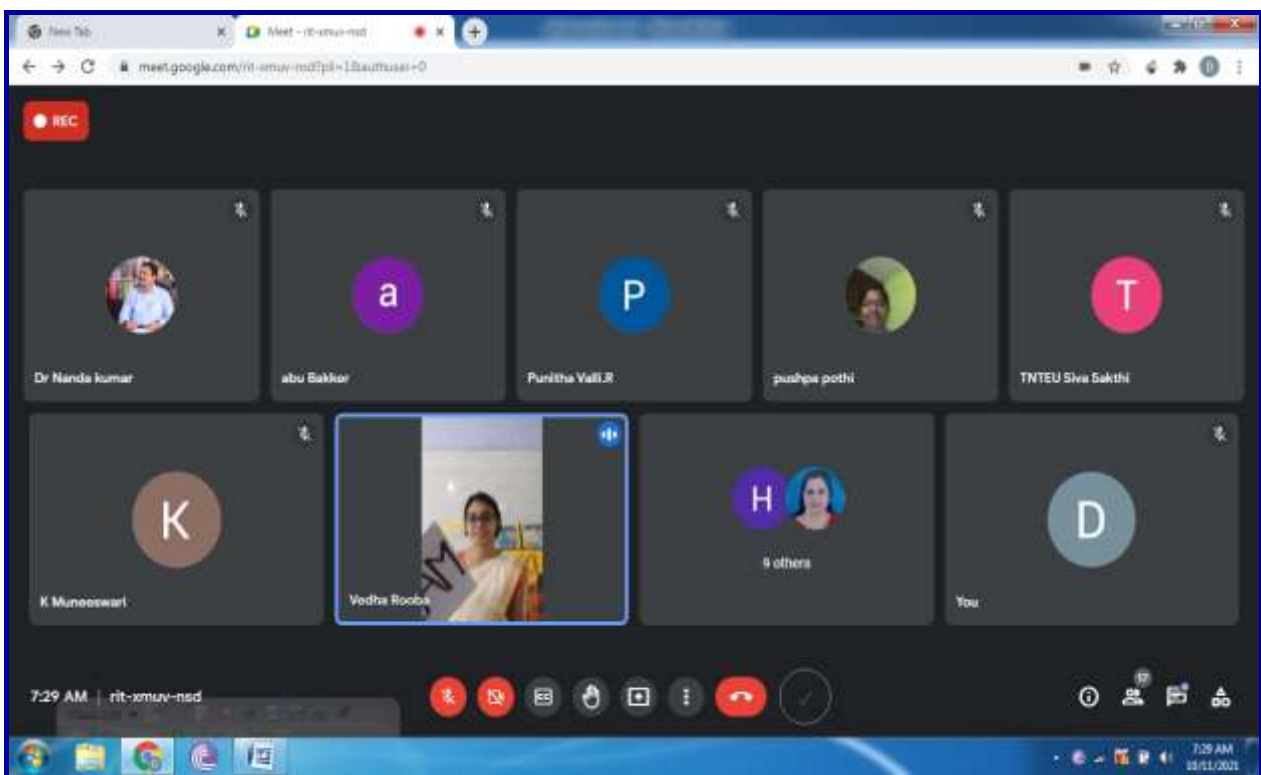 New Tab
Meet - rit-xmuv-nsd
meet.google.com/rit-xmuv-nsd?pli=1&authuser=0
D
REC
a
P
T
Dr Nanda kumar
abu Bakkor
Punitha Valli.R
pushpa pothi
TNTEU Siva Sakthi
K
H
D
9 others
K Muneeswari
Vedha Rooba
You
7:29 AM | rit-xmuv-nsd
7:29 AM